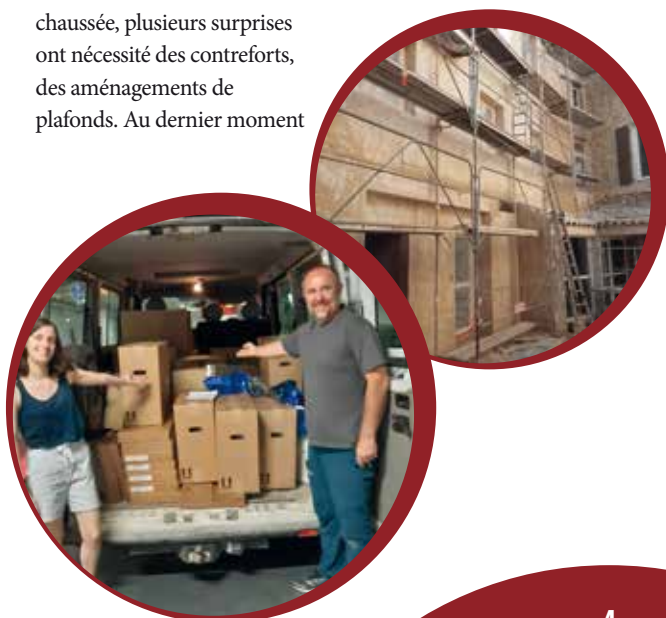 chaussée, plusieurs surprises
ont nécessité des contreforts,
des aménagements de
plafonds. Au dernier moment